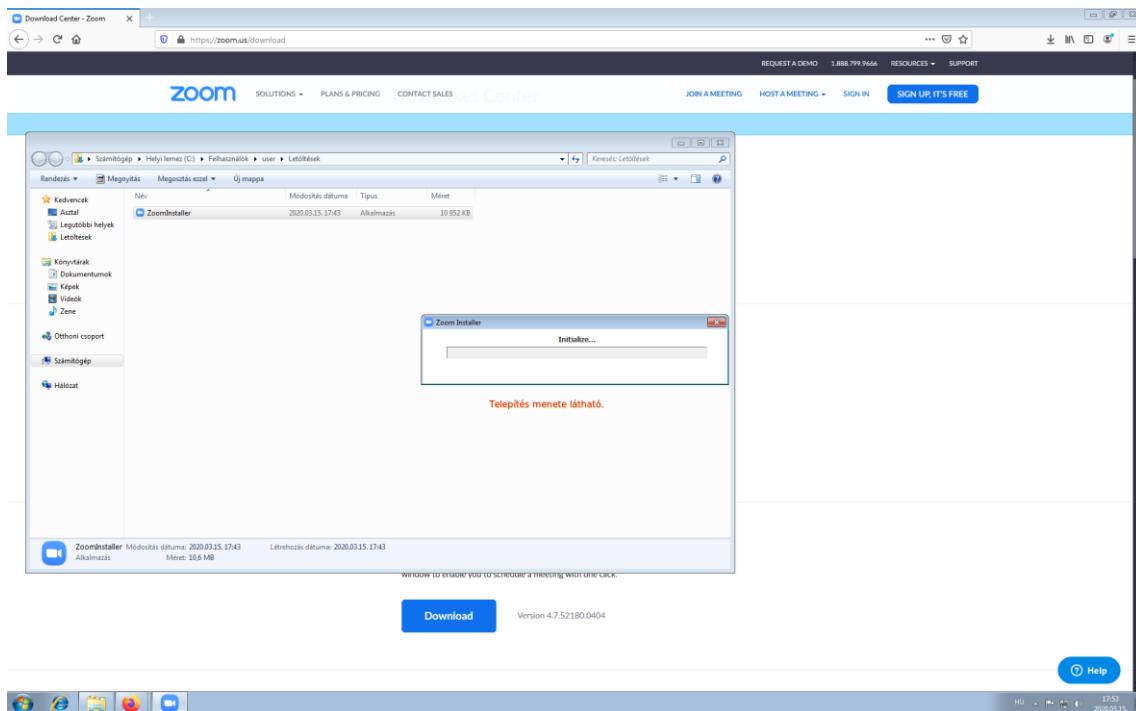 Download Center - Zoom
https://zoom.us/download
REQUEST A DEMO 1.888.799.9666 RESOURCES SUPPORT
zoom SOLUTIONS PLANS & PRICING CONTACT SALES JOIN A MEETING HOST A MEETING SIGN IN SIGN UP, IT'S FREE
Download Center
Számítógép Helyi lemez (C:) Felhasználók user Letöltések Keresés: Letöltések
Rendezés Megnyitás Megosztás ezzel Új mappa
Kedvencek
Asztal
Legutóbbi helyek
Letöltések
Könyvtárak
Dokumentumok
Képek
Videók
Zene
Otthoni csoport
Számítógép
Hálózat
Név Módosítás dátuma Típus Méret
ZoomInstaller 2020.03.15. 17:43 Alkalmazás 10 952 KB
Zoom Installer
Initialize...
Telepítés menete látható.
ZoomInstaller Módosítás dátuma: 2020.03.15. 17:43 Létrehozás dátuma: 2020.03.15. 17:43
Alkalmazás Méret: 10,6 MB
window to enable you to schedule a meeting with one click.
Download Version 4.7.52180.0404
Help
HU 17:53
2020.03.15.